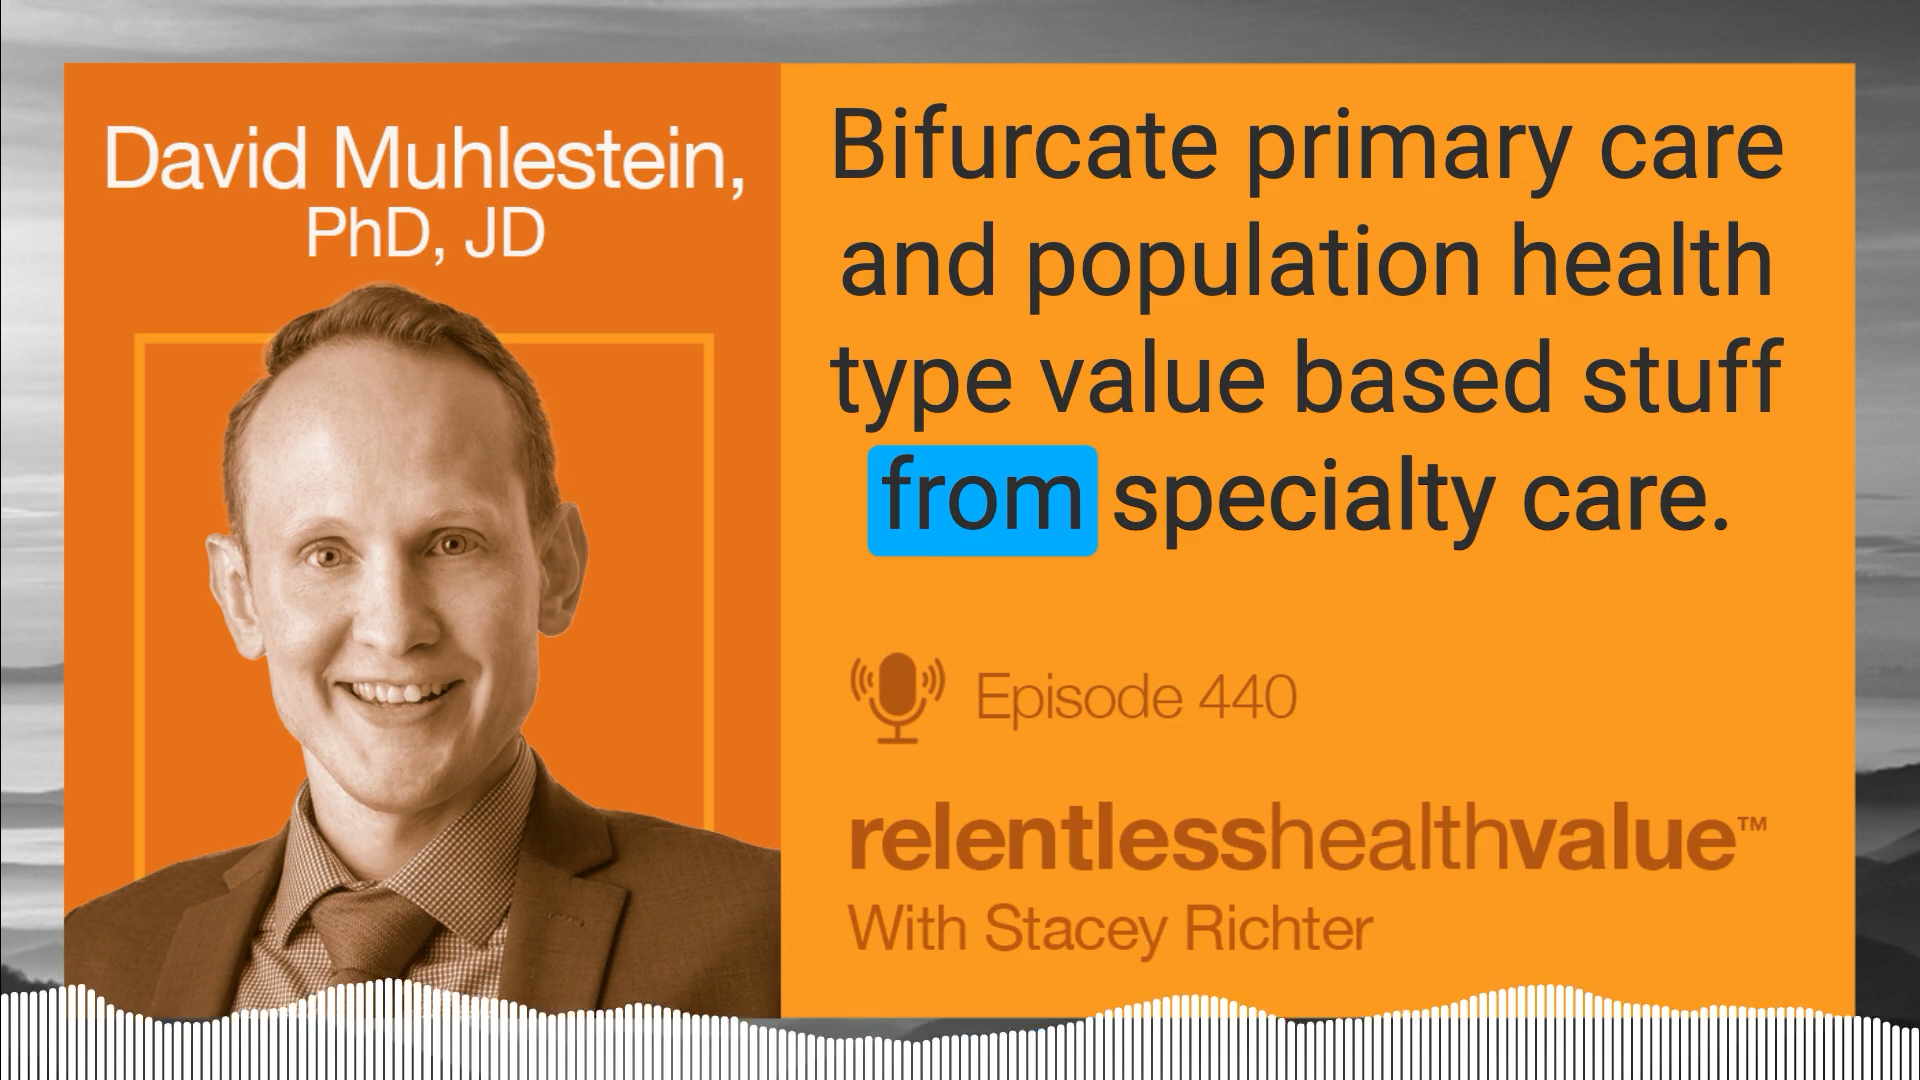 David Muhlestein,
PhD, JD
Bifurcate primary care
and population health
type value based stuff
from specialty care.
Episode 440
relentlesshealthvalue™
With Stacey Richter